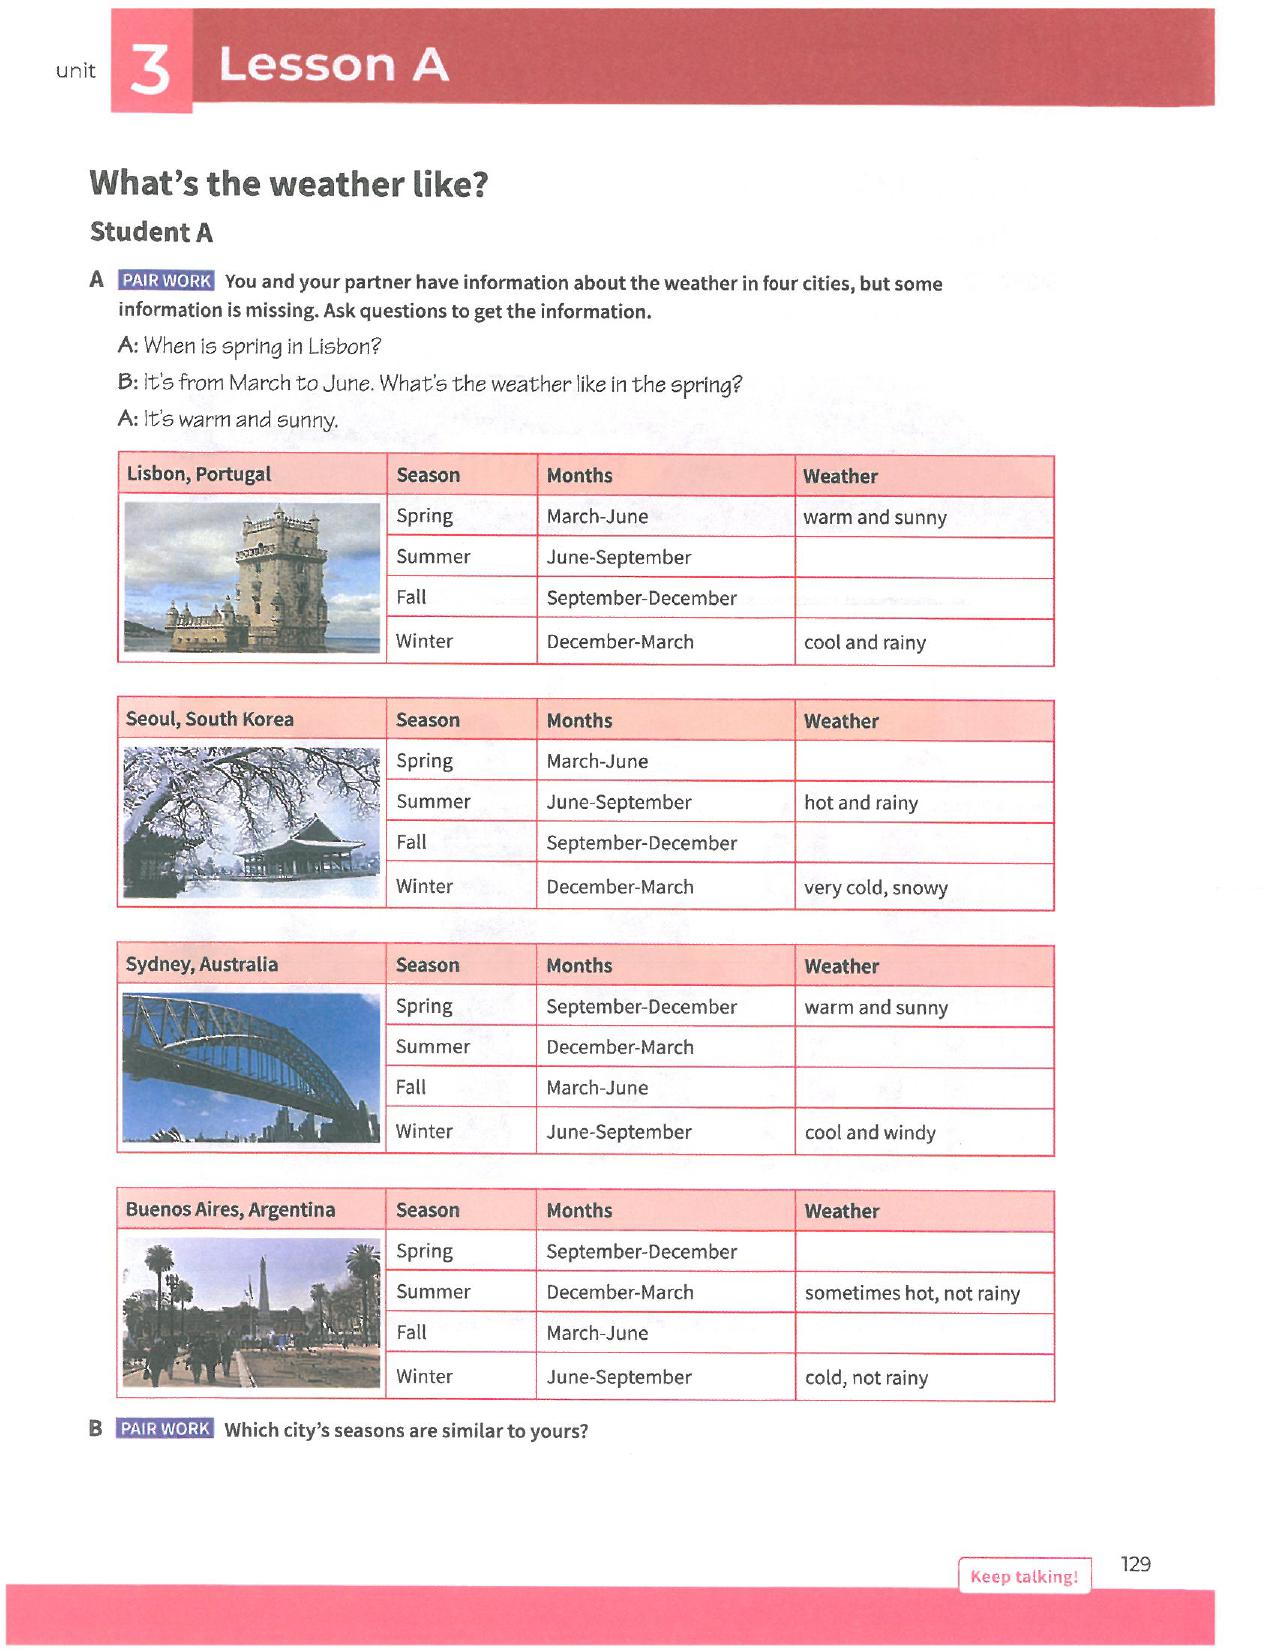 unit 3 Lesson A
What's the weather like?
Student A
A PAIR WORK You and your partner have information about the weather in four cities, but some
information is missing. Ask questions to get the information.
A: When is spring in Lisbon?
B: It's from March to June. What's the weather like in the spring?
A: It's warm and sunny.
Lisbon, Portugal Season Months Weather
Spring March-June warm and sunny
Summer June-September
Fall September-December
Winter December-March cool and rainy
Seoul, South Korea Season Months Weather
Spring March-June
Summer June-September hot and rainy
Fall September-December
Winter December-March very cold, snowy
Sydney, Australia Season Months Weather
Spring September-December warm and sunny
Summer December-March
Fall March-June
Winter June-September cool and windy
Buenos Aires, Argentina Season Months Weather
Spring September-December
Summer December-March sometimes hot, not rainy
Fall March-June
Winter June-September cold, not rainy
B PAIR WORK Which city's seasons are similar to yours?
Keep talking! 129